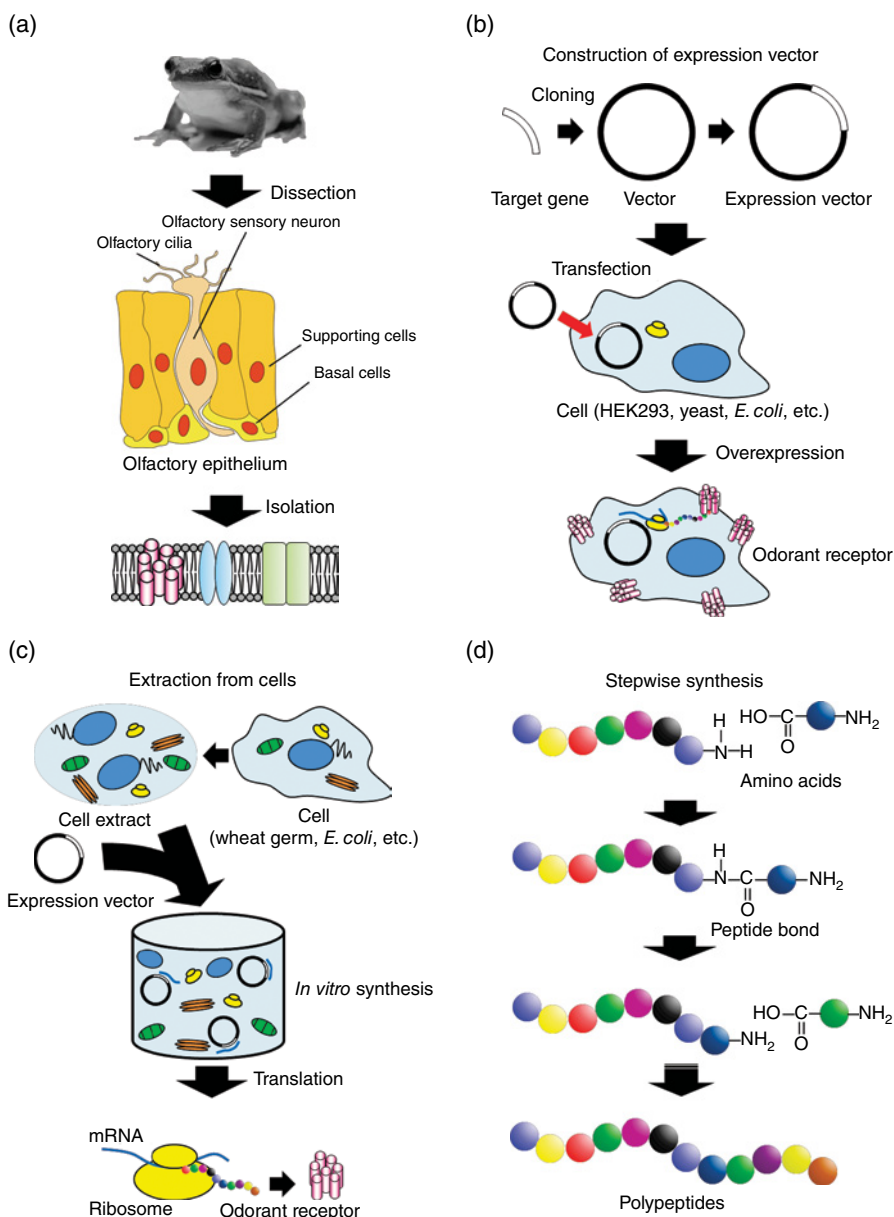 (a)
Dissection
Olfactory sensory neuron
Olfactory cilia
Supporting cells
Basal cells
Olfactory epithelium
Isolation
(b)
Construction of expression vector
Cloning
Target gene
Vector
Expression vector
Transfection
Cell (HEK293, yeast, E. coli, etc.)
Overexpression
Odorant receptor
(c)
Extraction from cells
Cell extract
Cell
(wheat germ, E. coli, etc.)
Expression vector
In vitro synthesis
Translation
mRNA
Ribosome
Odorant receptor
(d)
Stepwise synthesis
H
N
H
HO
C
O
NH₂
Amino acids
H
N
C
O
NH₂
Peptide bond
NH₂
HO
C
O
NH₂
Polypeptides